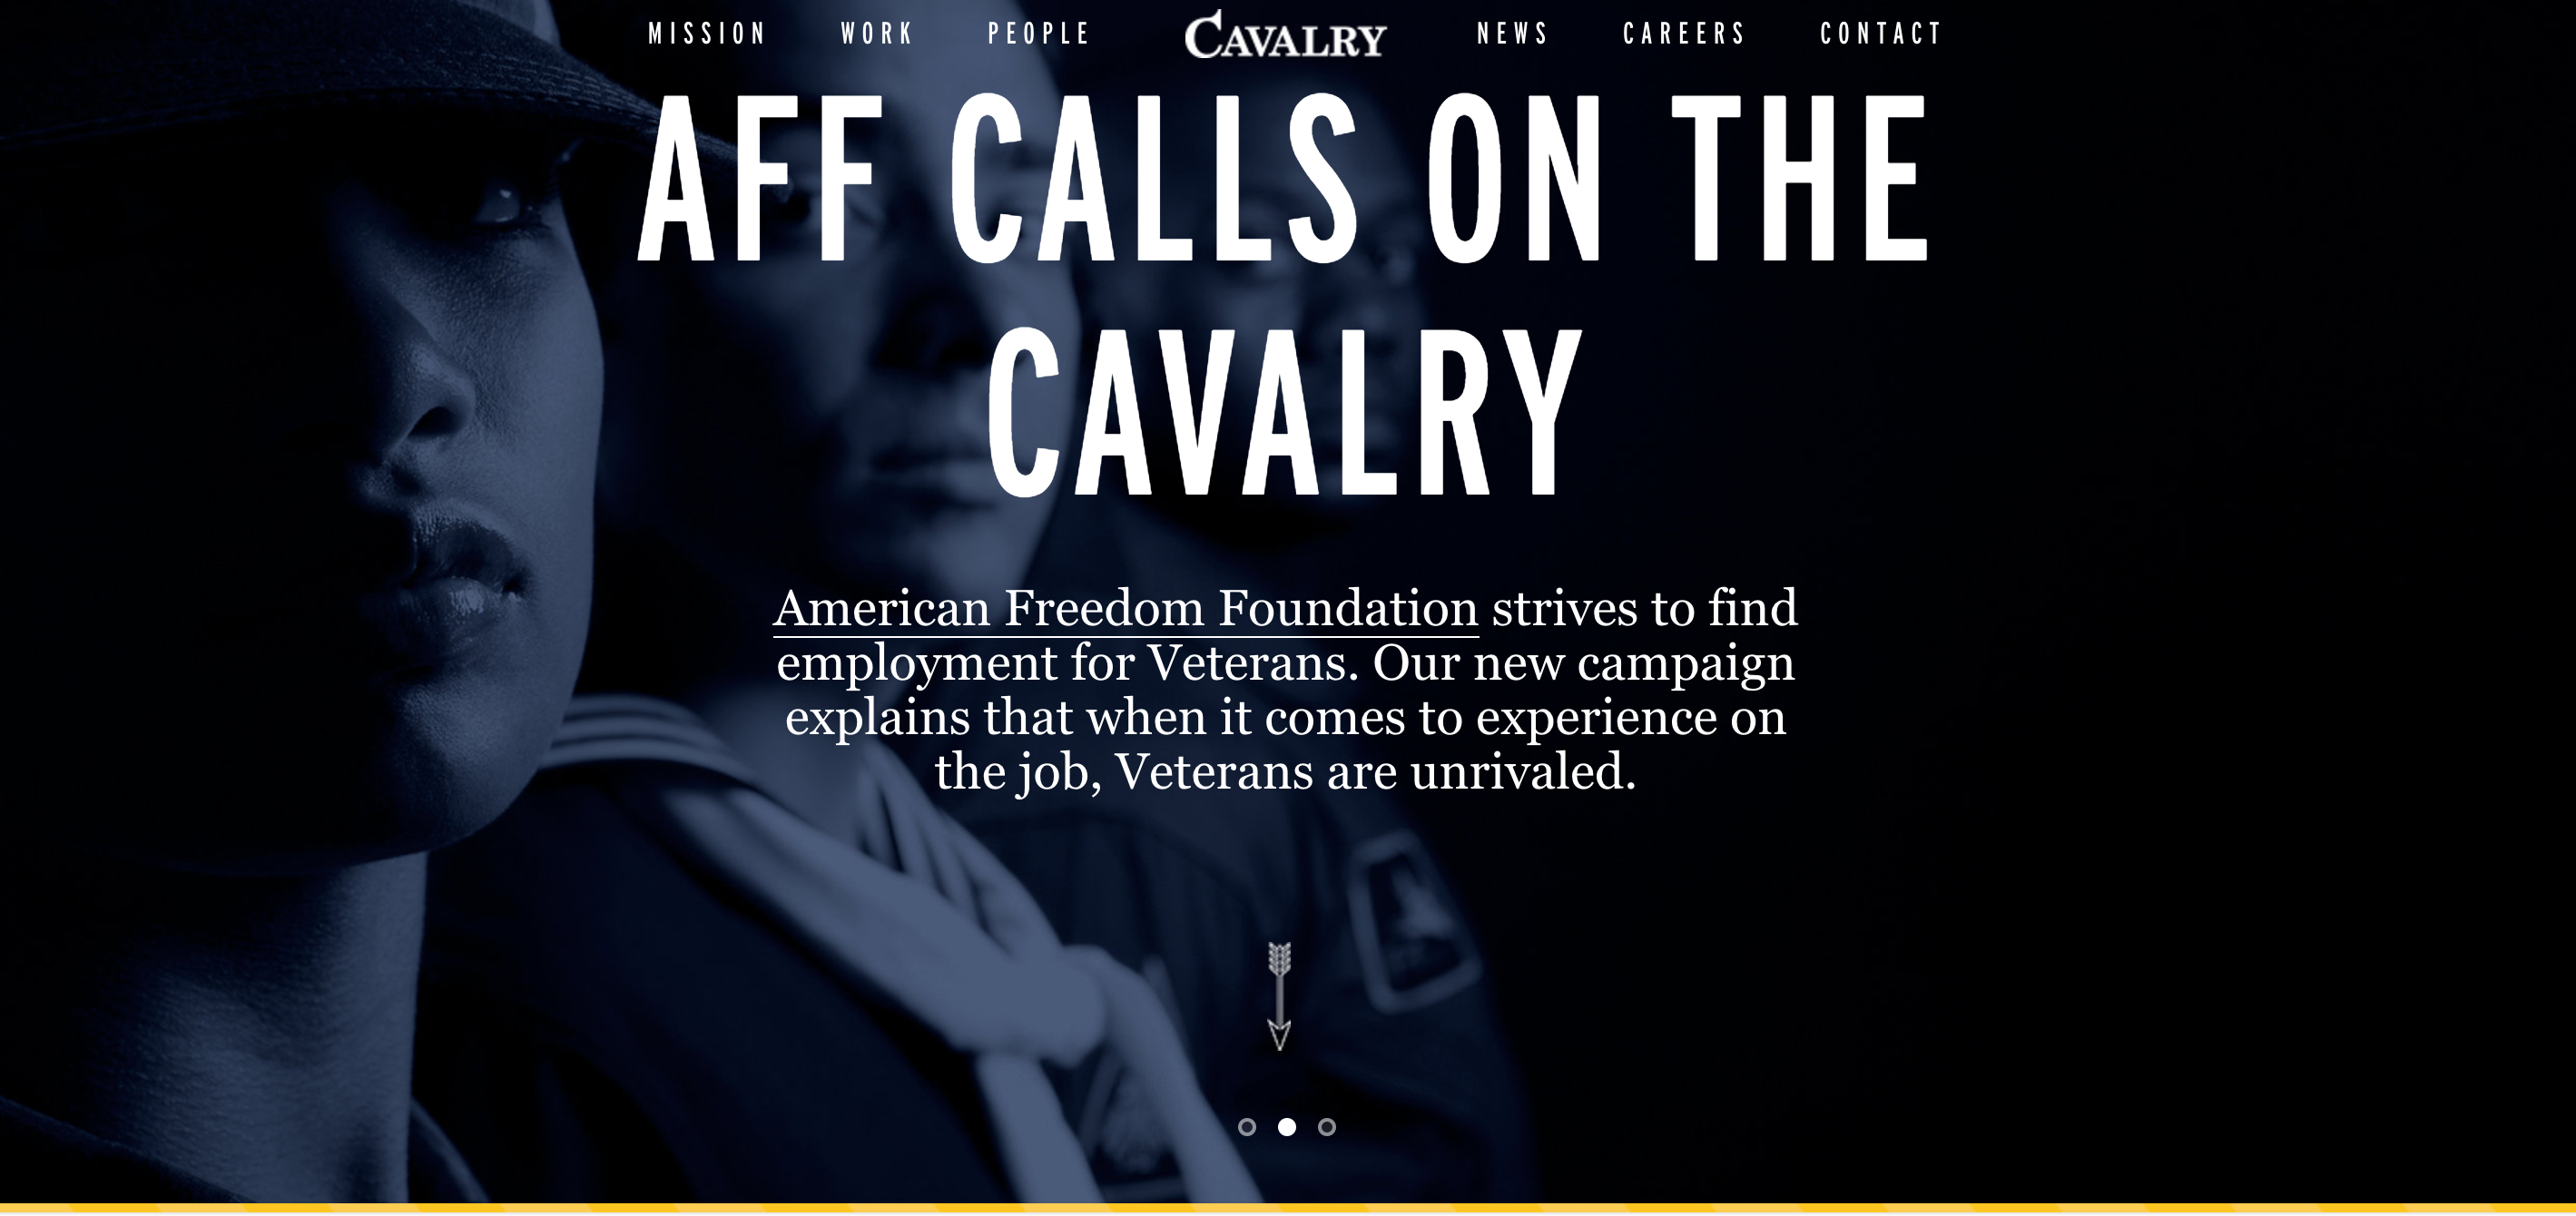 MISSION WORK PEOPLE CAVALRY NEWS CAREERS CONTACT
AFF CALLS ON THE
CAVALRY
American Freedom Foundation strives to find
employment for Veterans. Our new campaign
explains that when it comes to experience on
the job, Veterans are unrivaled.